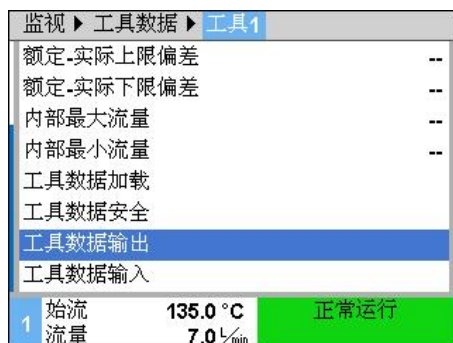 监视 ▶ 工具数据 ▶ 工具1
额定-实际上限偏差 --
额定-实际下限偏差 --
内部最大流量 --
内部最小流量 --
工具数据加载
工具数据安全
工具数据输出
工具数据输入
1 始流 135.0 °C 正常运行
流量 7.0 L/min